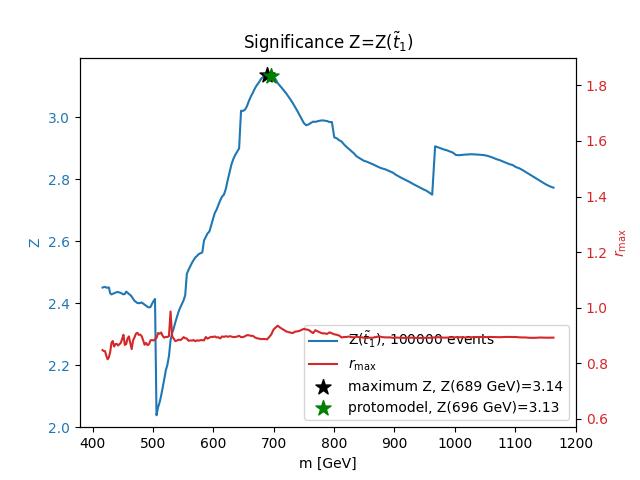 Significance Z=Z(t̃₁)
Z
3.0
2.8
2.6
2.4
2.2
2.0
1.8
1.6
1.4
1.2
1.0
0.8
0.6
r_max
Z(t̃₁), 100000 events
r_max
maximum Z, Z(689 GeV)=3.14
protomodel, Z(696 GeV)=3.13
400 500 600 700 800 900 1000 1100 1200
m [GeV]